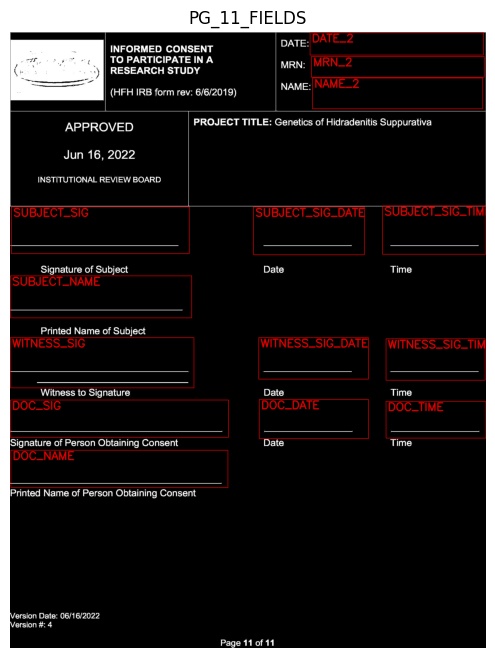 PG_11_FIELDS
INFORMED CONSENT
TO PARTICIPATE IN A
RESEARCH STUDY
(HFH IRB form rev: 6/6/2019)
DATE: DATE_2
MRN: MRN_2
NAME: NAME_2
APPROVED
Jun 16, 2022
INSTITUTIONAL REVIEW BOARD
PROJECT TITLE: Genetics of Hidradenitis Suppurativa
SUBJECT_SIG SUBJECT_SIG_DATE SUBJECT_SIG_TIM
Signature of Subject Date Time
SUBJECT_NAME
Printed Name of Subject
WITNESS_SIG WITNESS_SIG_DATE WITNESS_SIG_TIM
Witness to Signature Date Time
DOC_SIG DOC_DATE DOC_TIME
Signature of Person Obtaining Consent Date Time
DOC_NAME
Printed Name of Person Obtaining Consent
Version Date: 06/16/2022
Version #: 4
Page 11 of 11